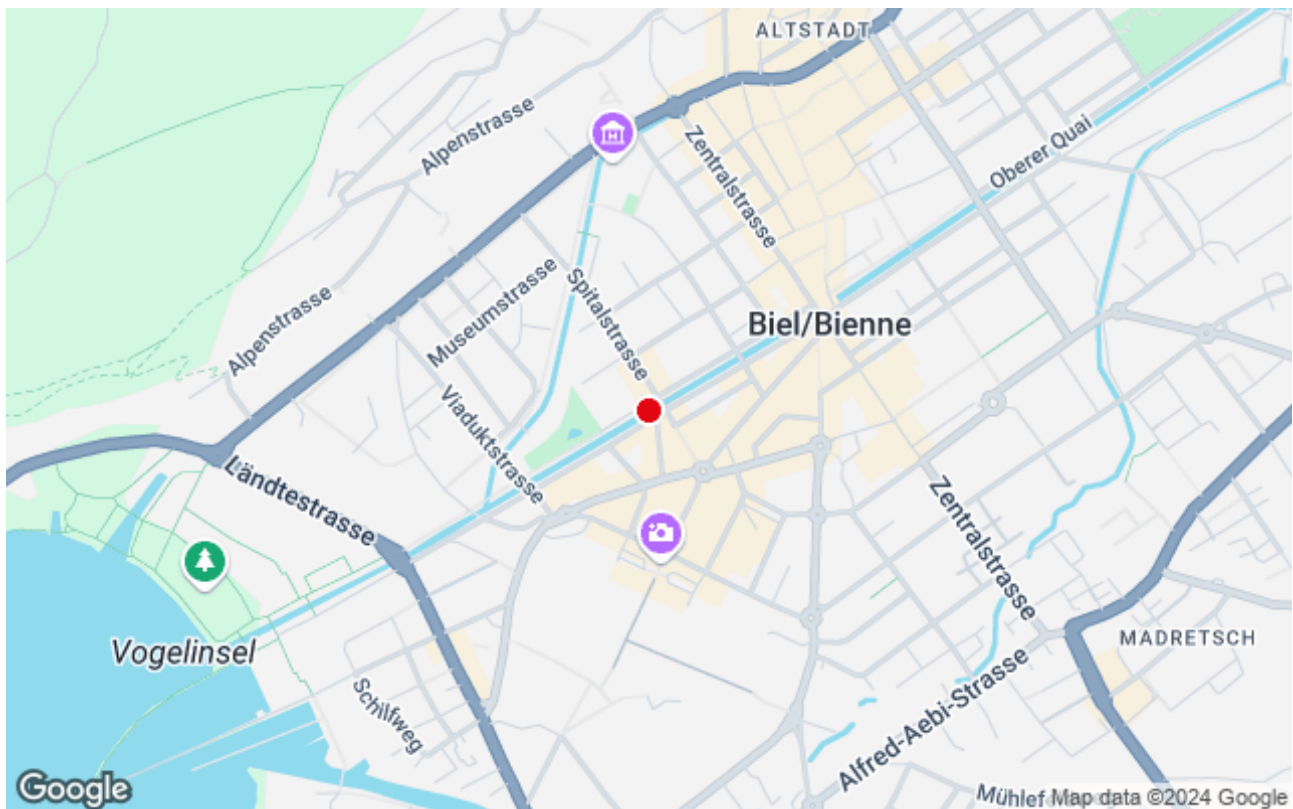 ALTSTADT
Alpenstrasse
Zentralstrasse
Oberer Quai
Museumstrasse
Spitalstrasse
Alpenstrasse
Biel/Bienne
Viaduktstrasse
Ländtestrasse
Zentralstrasse
Vogelinsel
MADRETSCH
Schilfweg
Alfred-Aebi-Strasse
Google
Mühlef
Map data ©2024 Google